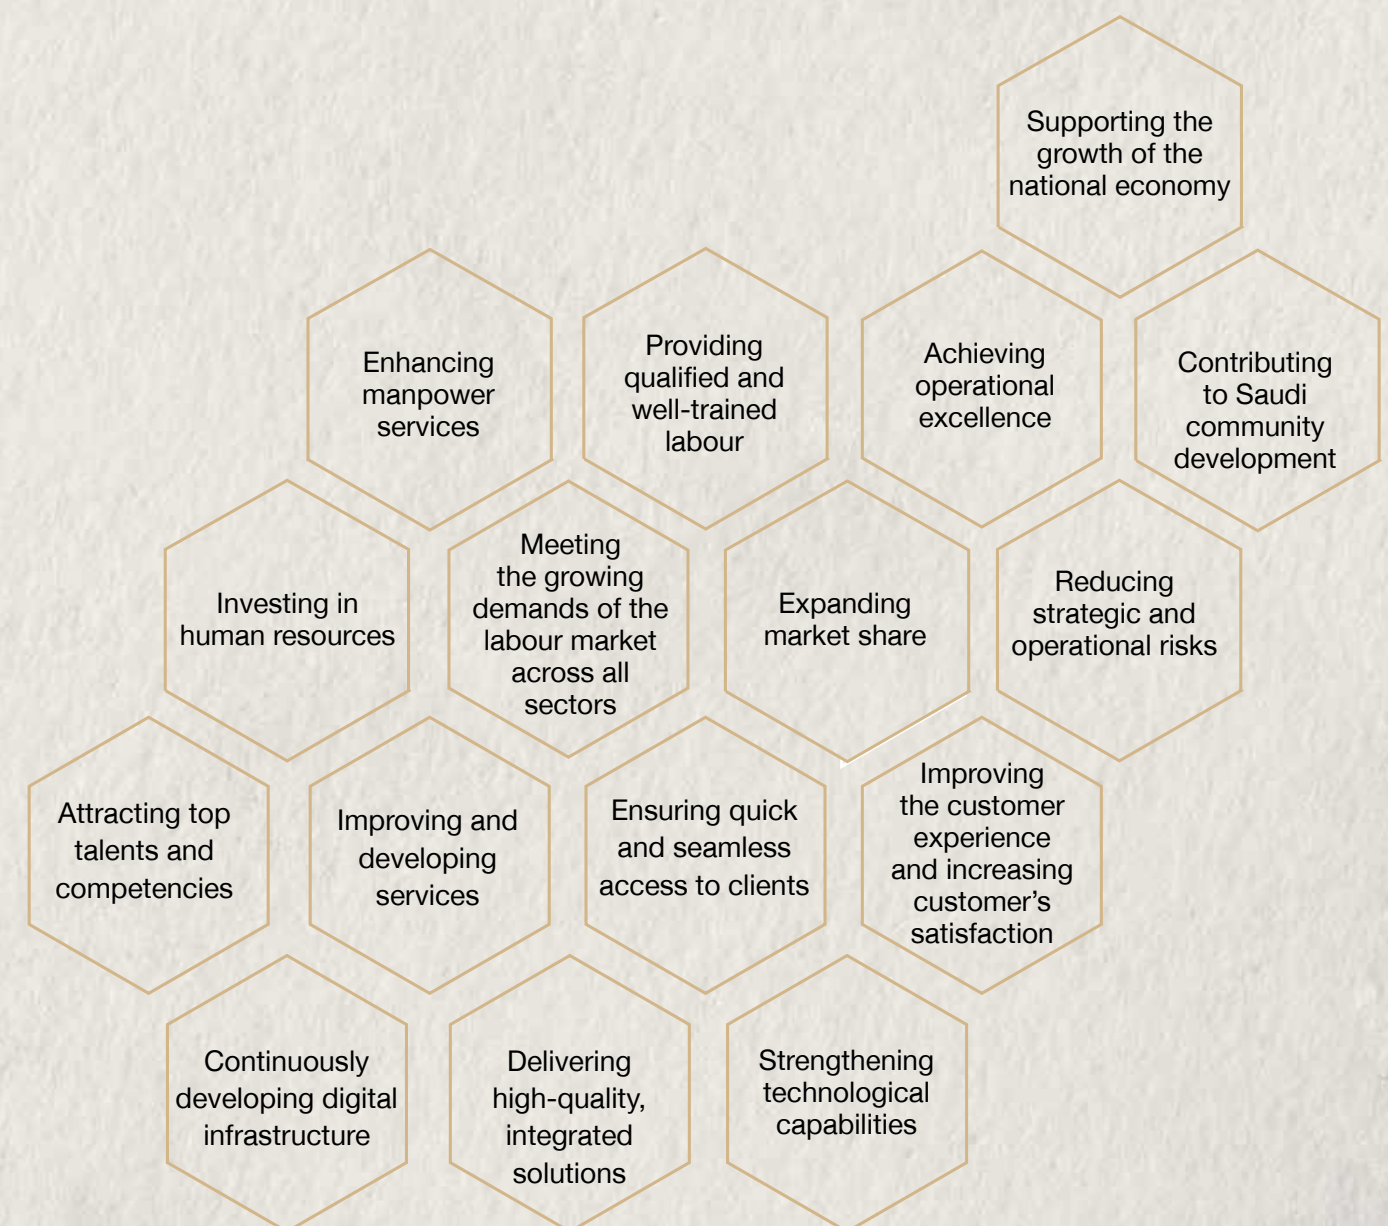 Supporting the
growth of the
national economy
Enhancing
manpower
services
Providing
qualified and
well-trained
labour
Achieving
operational
excellence
Contributing
to Saudi
community
development
Investing in
human resources
Meeting
the growing
demands of the
labour market
across all
sectors
Expanding
market share
Reducing
strategic and
operational risks
Attracting top
talents and
competencies
Improving and
developing
services
Ensuring quick
and seamless
access to clients
Improving
the customer
experience
and increasing
customer’s
satisfaction
Continuously
developing digital
infrastructure
Delivering
high-quality,
integrated
solutions
Strengthening
technological
capabilities